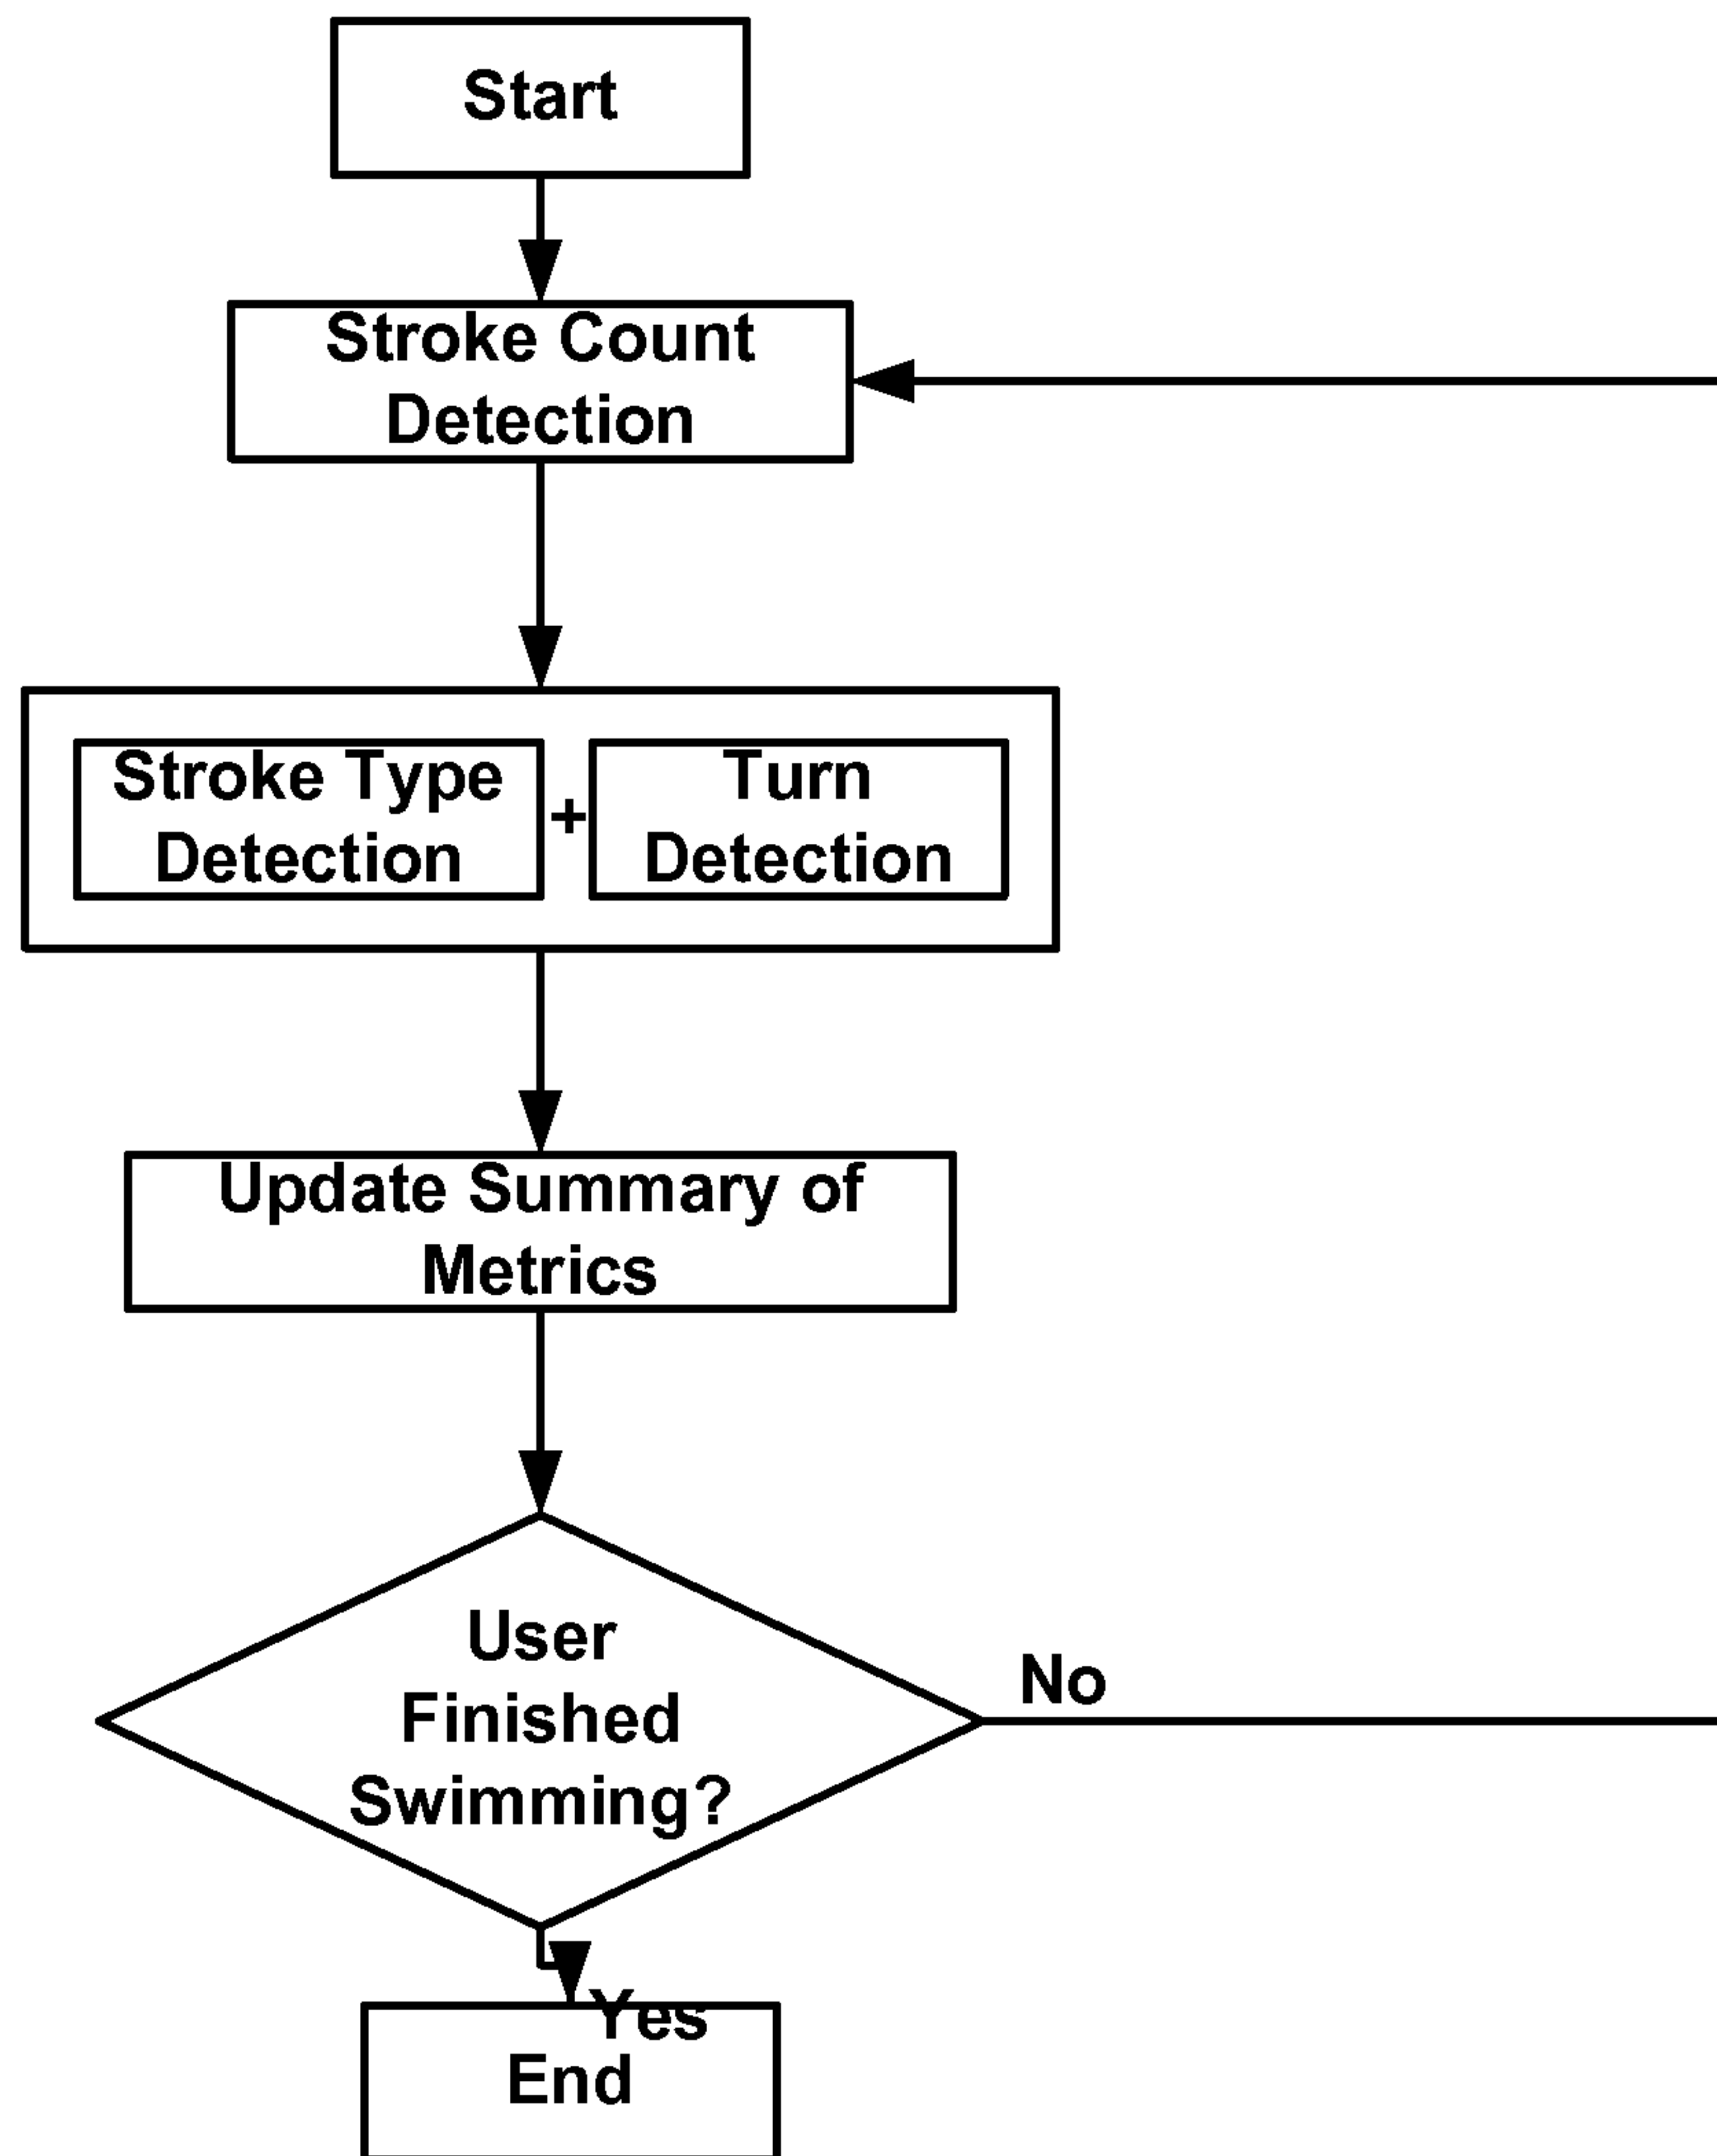 Start
Stroke Count
Detection
Stroke Type
Detection
+
Turn
Detection
Update Summary of
Metrics
User
Finished
Swimming?
No
Yes
End